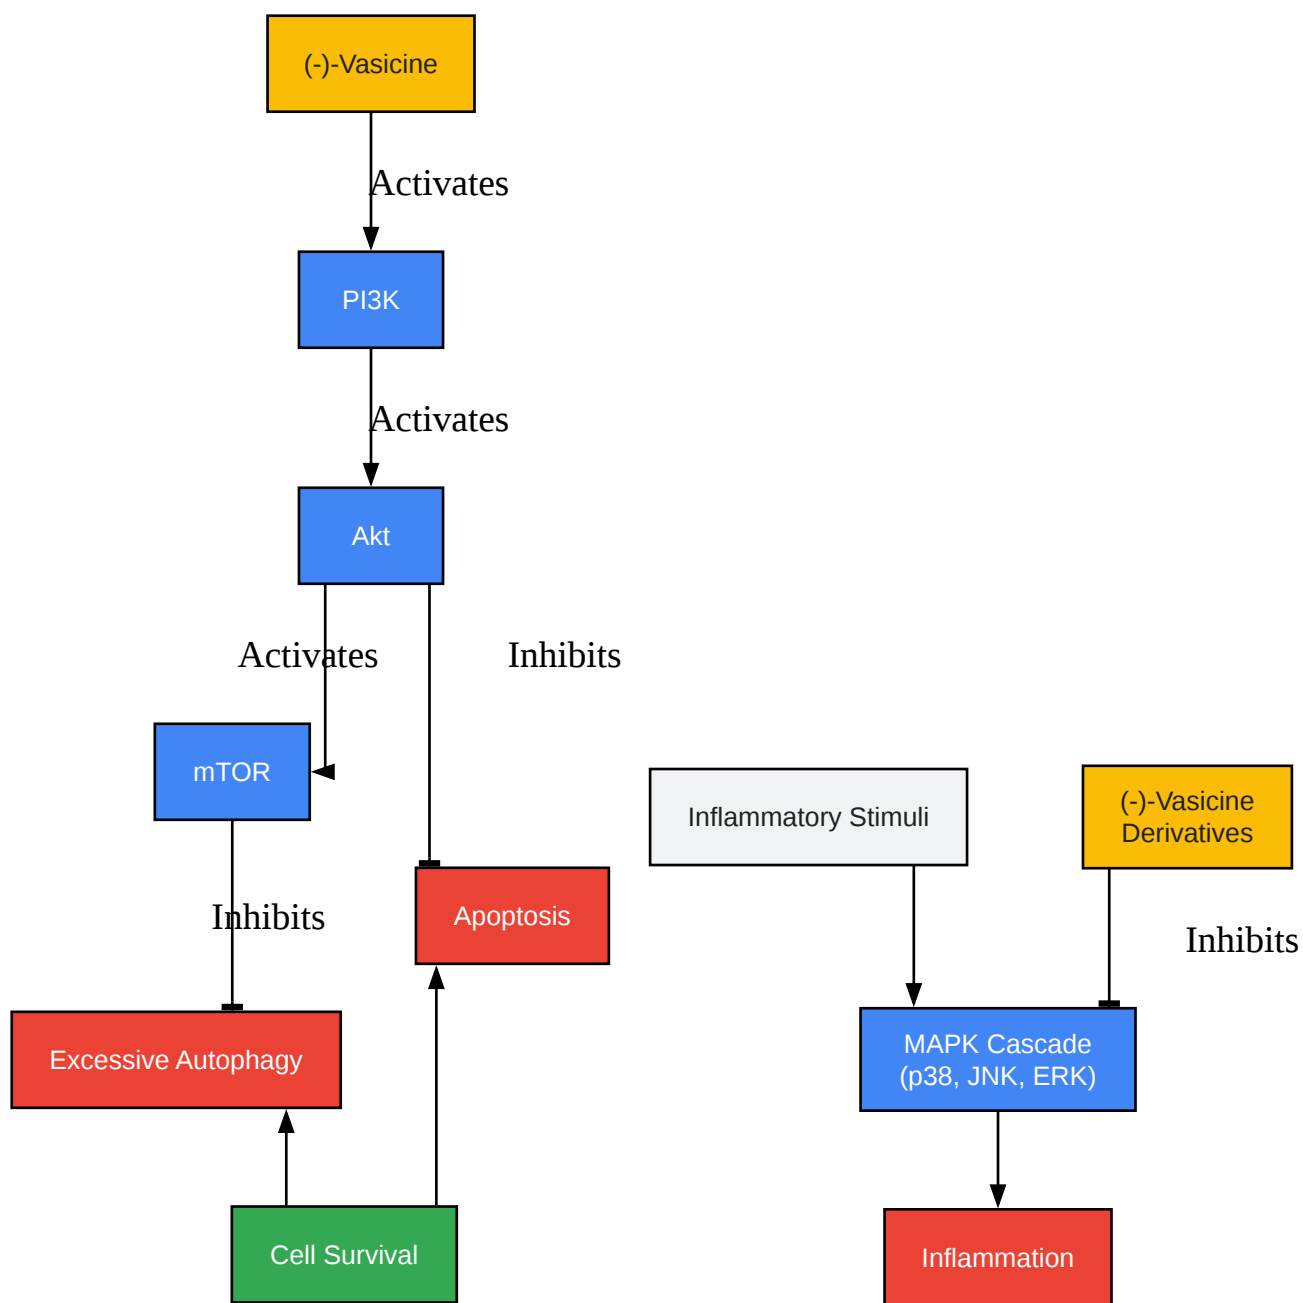 (-)-Vasicine
Activates
PI3K
Activates
Akt
Activates
Inhibits
mTOR
Inflammatory Stimuli
(-)-Vasicine
Derivatives
Inhibits
Apoptosis
Inhibits
Excessive Autophagy
MAPK Cascade
(p38, JNK, ERK)
Cell Survival
Inflammation